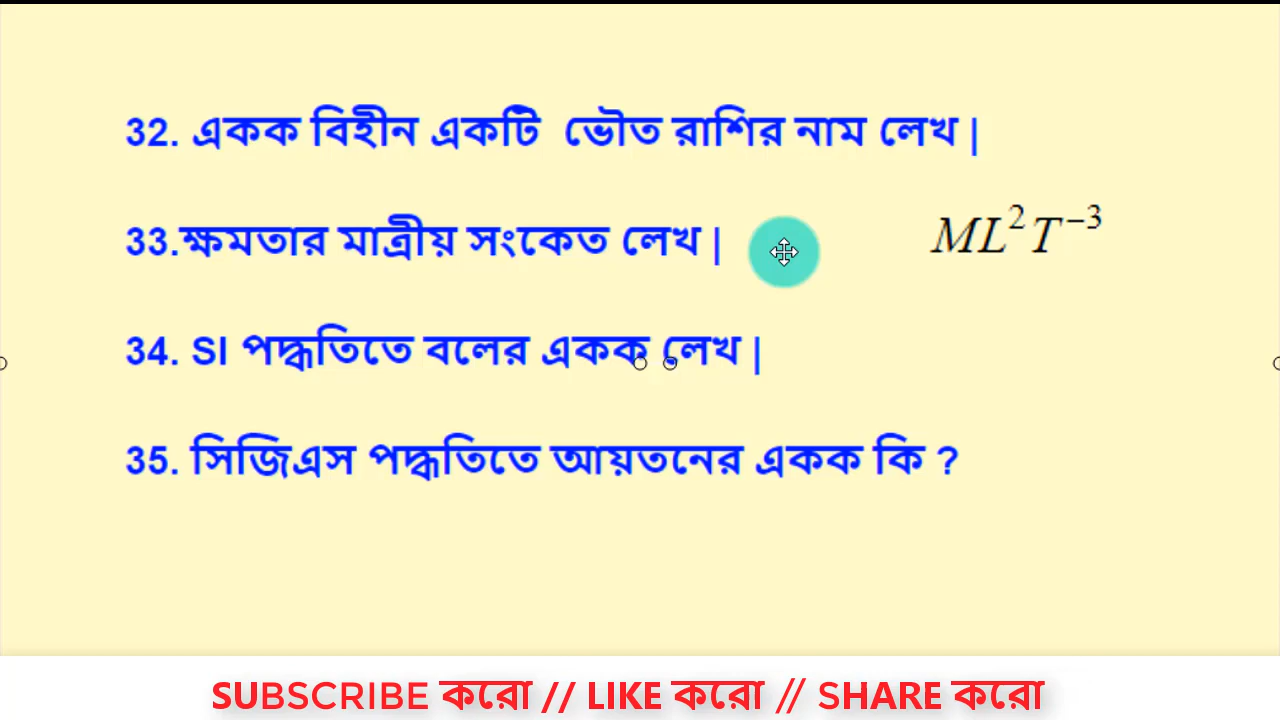 32. একক বিহীন একটি ভৌত রাশির নাম লেখ |
33.ক্ষমতার মাত্রীয় সংকেত লেখ | ML²T⁻³
34. SI পদ্ধতিতে বলের একক লেখ |
35. সিজিএস পদ্ধতিতে আয়তনের একক কি ?
SUBSCRIBE করো // LIKE করো // SHARE করো